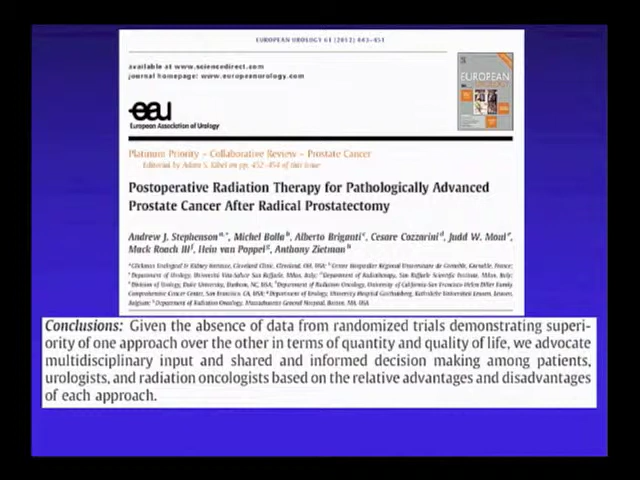 EUROPEAN UROLOGY 61 (2012) 443–451
available at www.sciencedirect.com
journal homepage: www.europeanurology.com
EUROPEAN
eau
European Association of Urology
Platinum Priority – Collaborative Review – Prostate Cancer
Editorial by Adam S. Kibel on pp. 452–454 of this issue
Postoperative Radiation Therapy for Pathologically Advanced
Prostate Cancer After Radical Prostatectomy
Andrew J. Stephenson, Michel Bolla, Alberto Briganti, Cesare Cozzarini, Judd W. Moul,
Mack Roach III, Hein van Poppel, Anthony Zietman
Conclusions: Given the absence of data from randomized trials demonstrating superi-
ority of one approach over the other in terms of quantity and quality of life, we advocate
multidisciplinary input and shared and informed decision making among patients,
urologists, and radiation oncologists based on the relative advantages and disadvantages
of each approach.